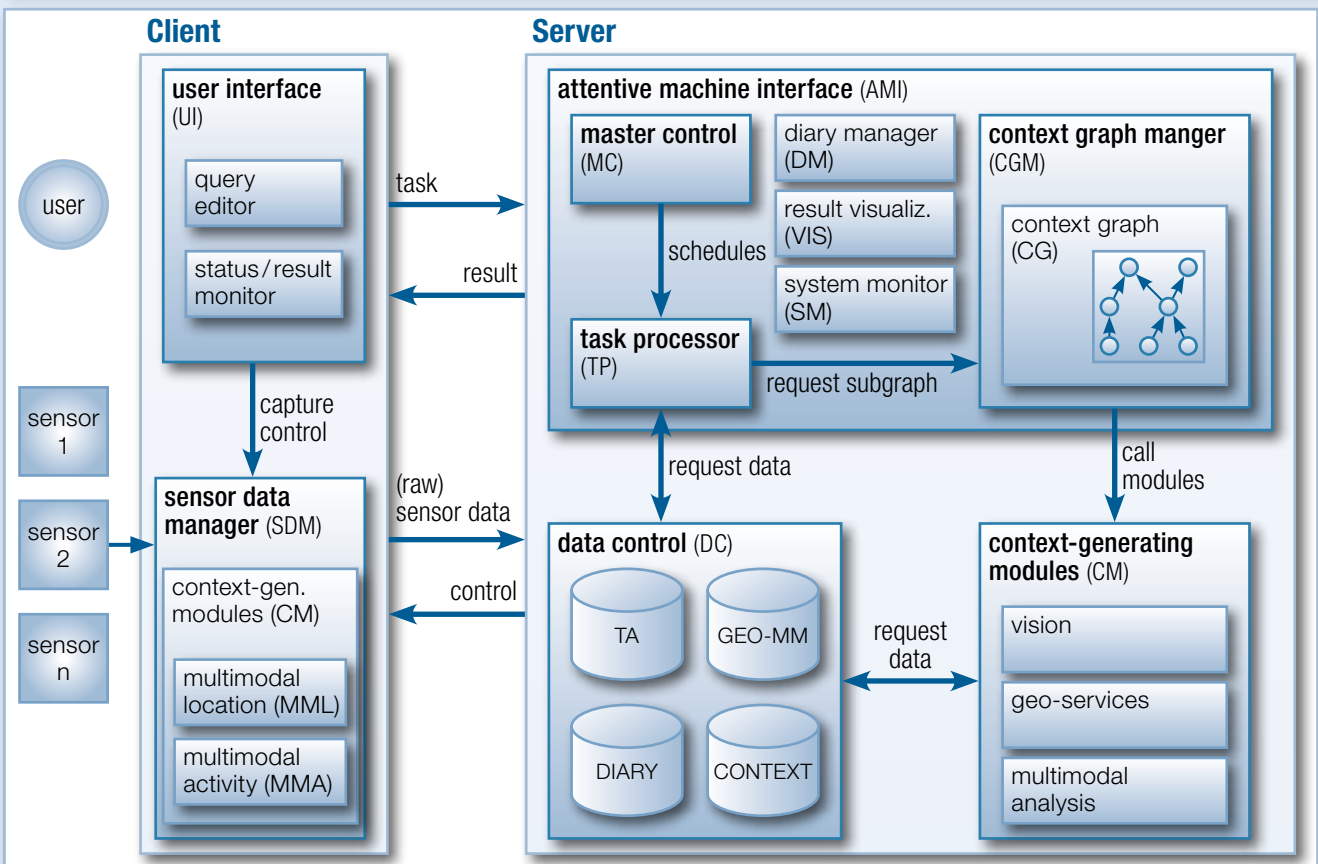 Client
Server
user interface
(UI)
query
editor
status/result
monitor
user
task
result
attentive machine interface (AMI)
master control
(MC)
schedules
task processor
(TP)
diary manager
(DM)
result visualiz.
(VIS)
system monitor
(SM)
request subgraph
context graph manger
(CGM)
context graph
(CG)
sensor
1
sensor
2
sensor
n
capture
control
sensor data
manager (SDM)
context-gen.
modules (CM)
multimodal
location (MML)
multimodal
activity (MMA)
(raw)
sensor data
control
request data
call
modules
data control (DC)
TA
GEO-MM
DIARY
CONTEXT
request
data
context-generating
modules (CM)
vision
geo-services
multimodal
analysis